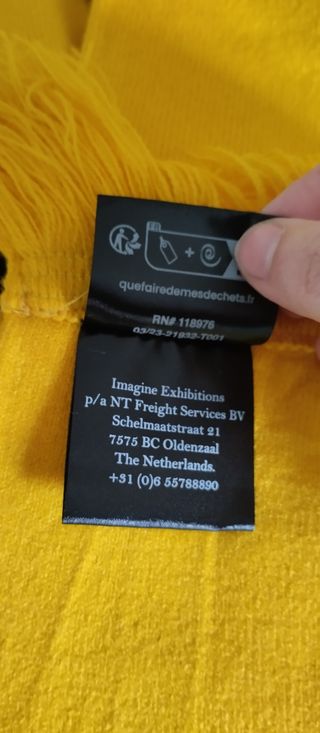 FR
+
quefairedemesdechets.fr
RN# 118976
03/23-21932-T001
Imagine Exhibitions
p/a NT Freight Services BV
Schelmaatstraat 21
7575 BC Oldenzaal
The Netherlands.
+31 (0)6 55788890